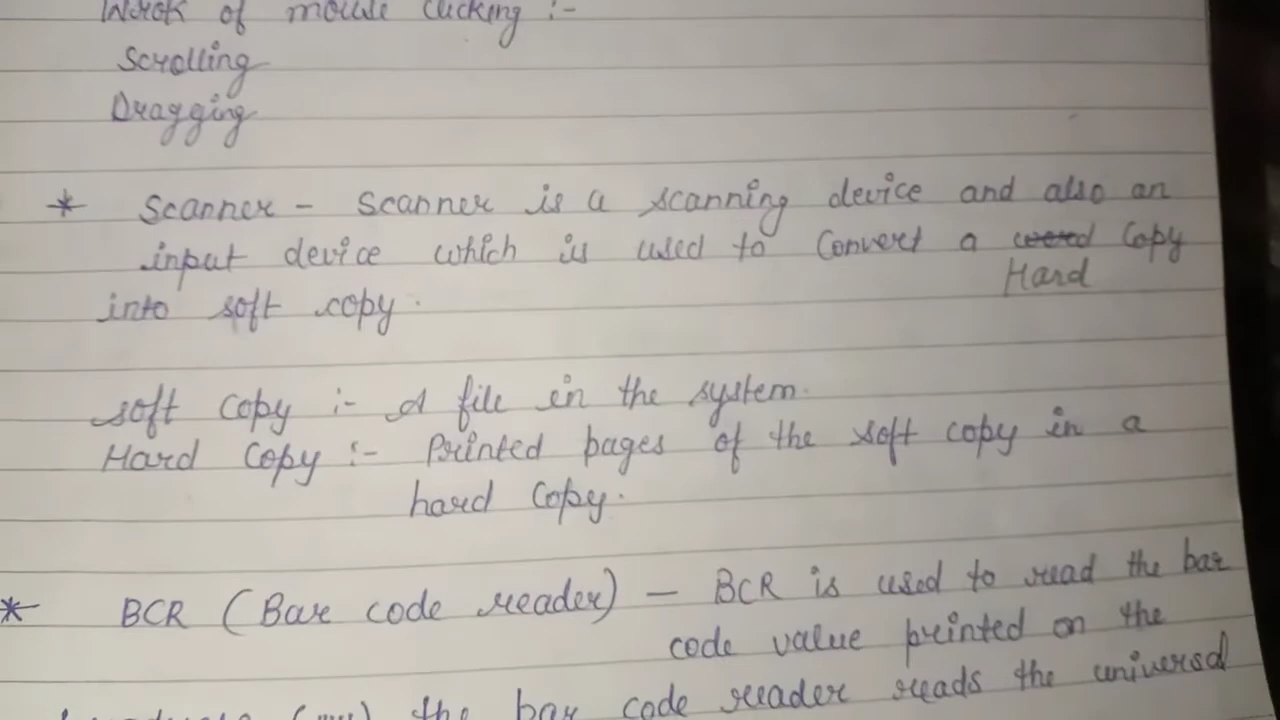 Work of mouse clicking :-
Scrolling
Dragging
* Scanner - Scanner is a scanning device and also an
input device which is used to convert a Copy
Hard
into soft copy.
soft copy :- A file in the system.
Hard Copy :- Printed pages of the soft copy in a
hard copy.
* BCR (Bar code reader) - BCR is used to read the bar
code value printed on the
the bar code reader reads the universal